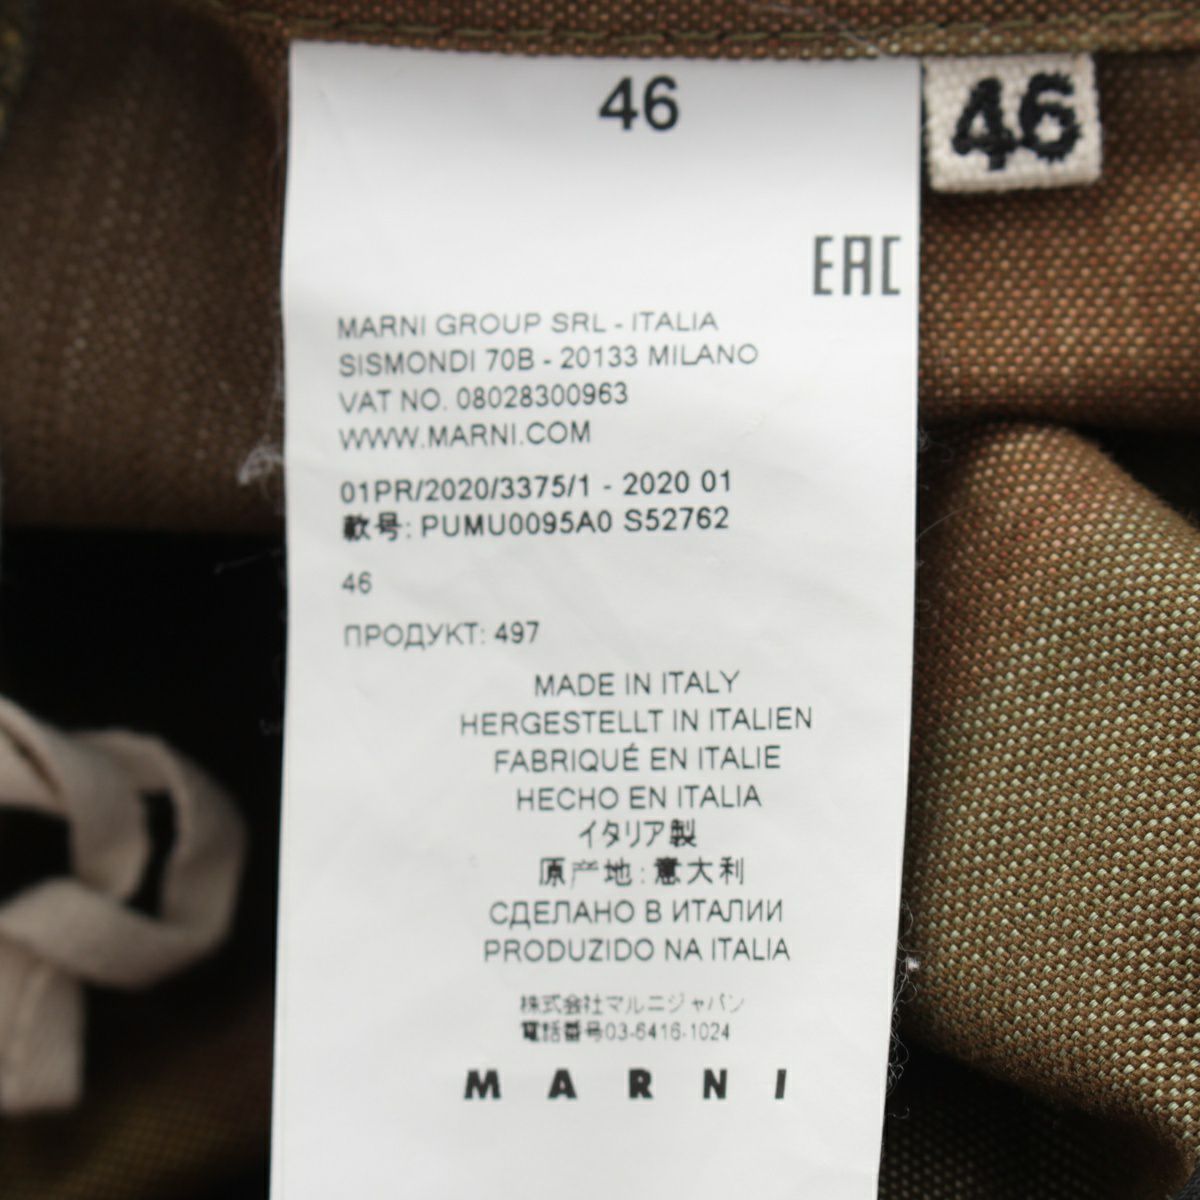 46
46
EAC
MARNI GROUP SRL - ITALIA
SISMONDI 70B - 20133 MILANO
VAT NO. 08028300963
WWW.MARNI.COM
01PR/2020/3375/1 - 2020 01
款号: PUMU0095A0 S52762
46
ПРОДУКТ: 497
MADE IN ITALY
HERGESTELLT IN ITALIEN
FABRIQUÉ EN ITALIE
HECHO EN ITALIA
イタリア製
原产地: 意大利
СДЕЛАНО В ИТАЛИИ
PRODUZIDO NA ITALIA
株式会社マルニジャパン
電話番号03-6416-1024
MARNI